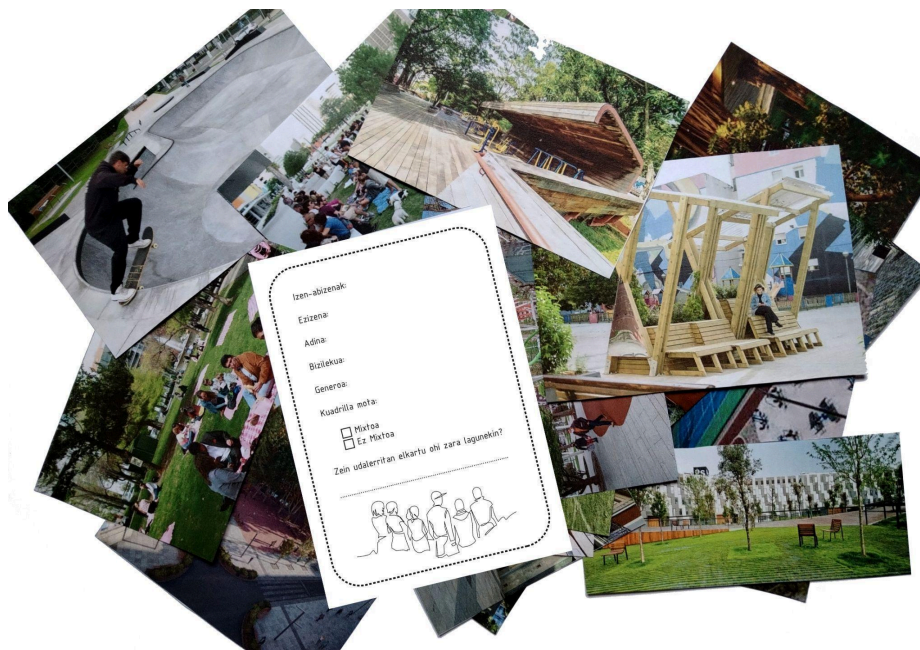 Izen-abizenak:
Ezizena:
Adina:
Bizilekua:
Generoa:
Kuadrilla mota:
Mixtoa
Ez Mixtoa
Zein udalerritan elkartu ohi zara lagunekin?